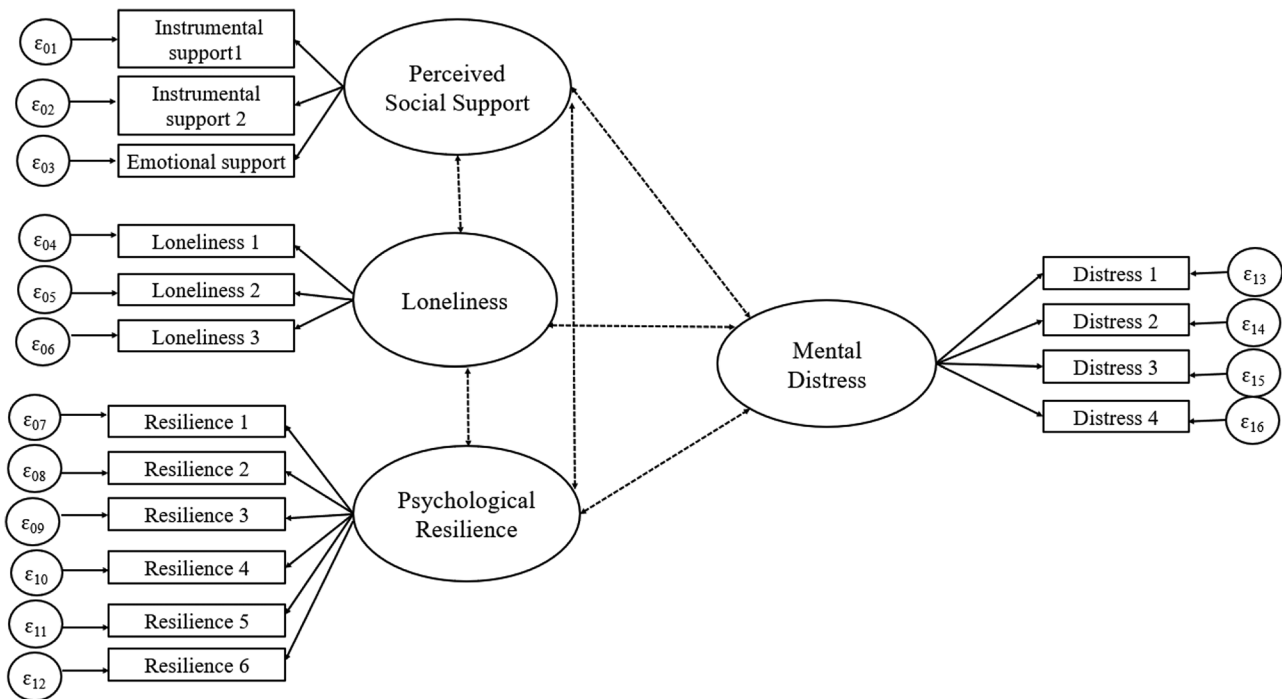 ε01
Instrumental
support1
ε02
Instrumental
support 2
ε03
Emotional support
Perceived
Social Support
ε04
Loneliness 1
ε05
Loneliness 2
ε06
Loneliness 3
Loneliness
ε07
Resilience 1
ε08
Resilience 2
ε09
Resilience 3
ε10
Resilience 4
ε11
Resilience 5
ε12
Resilience 6
Psychological
Resilience
Mental
Distress
Distress 1
ε13
Distress 2
ε14
Distress 3
ε15
Distress 4
ε16